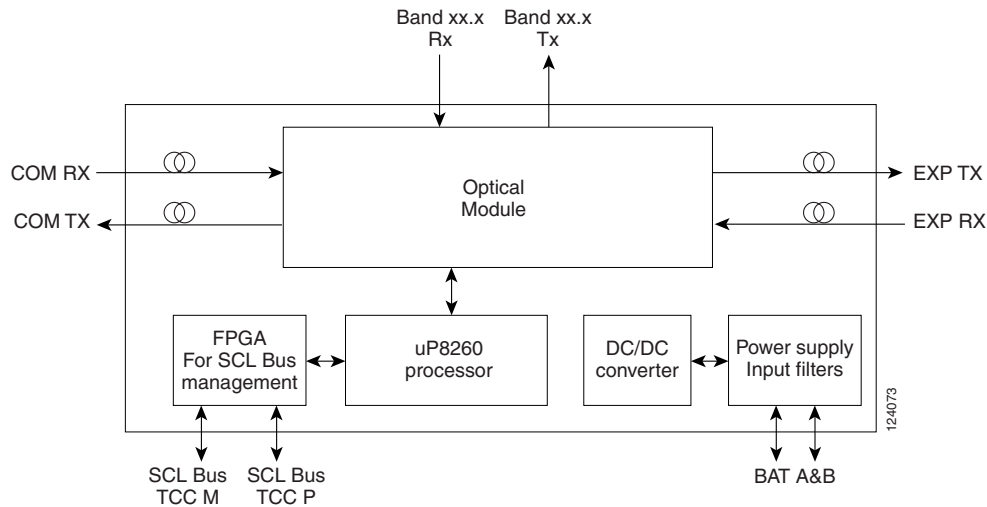 Band xx.x
Rx
Band xx.x
Tx
COM RX
COM TX
Optical
Module
EXP TX
EXP RX
FPGA
For SCL Bus
management
uP8260
processor
DC/DC
converter
Power supply
Input filters
124073
SCL Bus
TCC M
SCL Bus
TCC P
BAT A&B